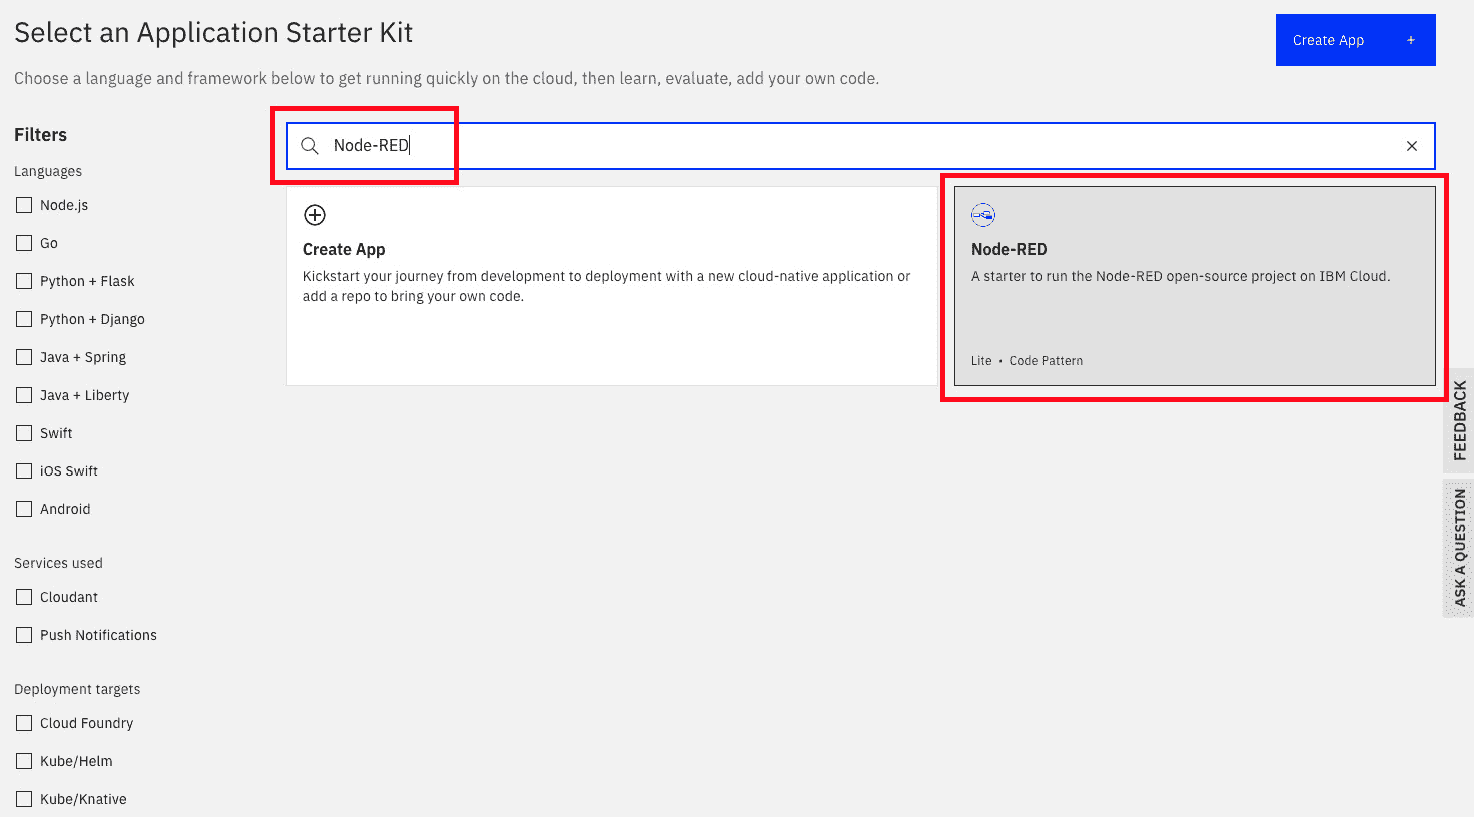 Select an Application Starter Kit
Create App +
Choose a language and framework below to get running quickly on the cloud, then learn, evaluate, add your own code.
Filters
Languages
Node.js
Go
Python + Flask
Python + Django
Java + Spring
Java + Liberty
Swift
iOS Swift
Android
Services used
Cloudant
Push Notifications
Deployment targets
Cloud Foundry
Kube/Helm
Kube/Knative
Node-RED
Create App
Kickstart your journey from development to deployment with a new cloud-native application or
add a repo to bring your own code.
Node-RED
A starter to run the Node-RED open-source project on IBM Cloud.
Lite • Code Pattern
FEEDBACK
ASK A QUESTION